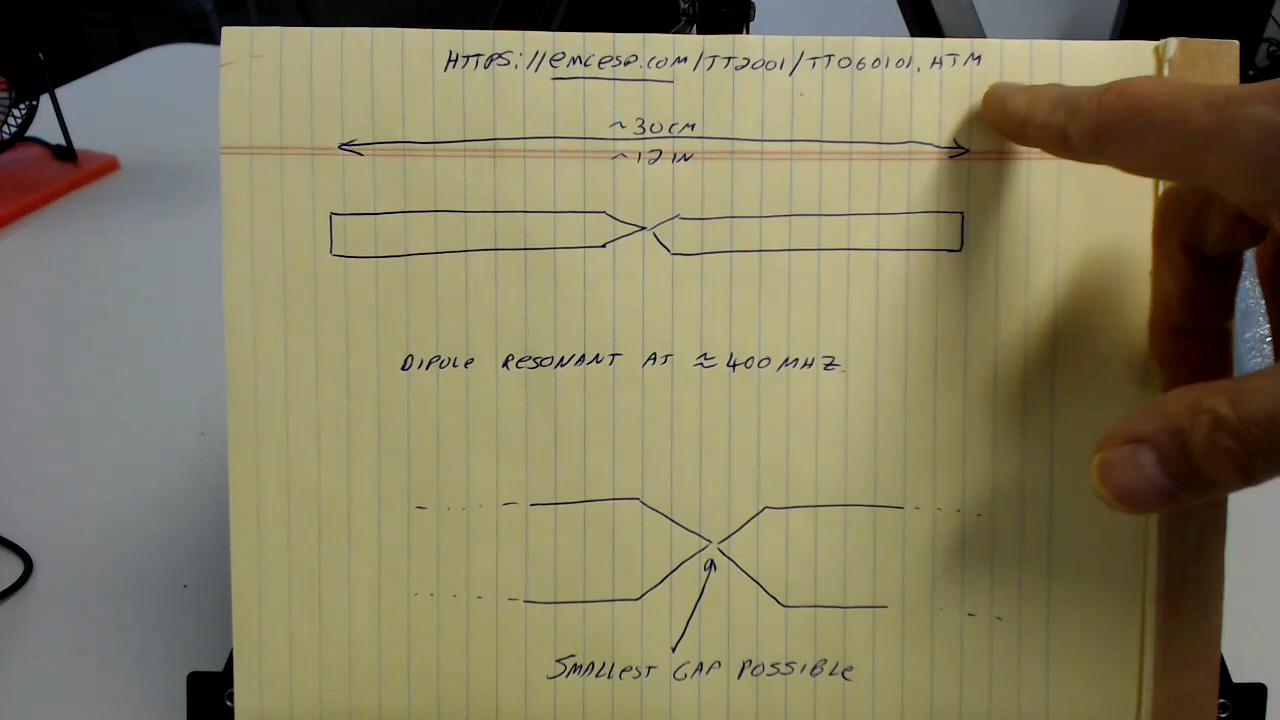 HTTPS://emcesd.com/TT2001/TT060101.HTM
~30CM
~12IN
DIPOLE RESONANT AT ≈400MHZ.
SMALLEST GAP POSSIBLE